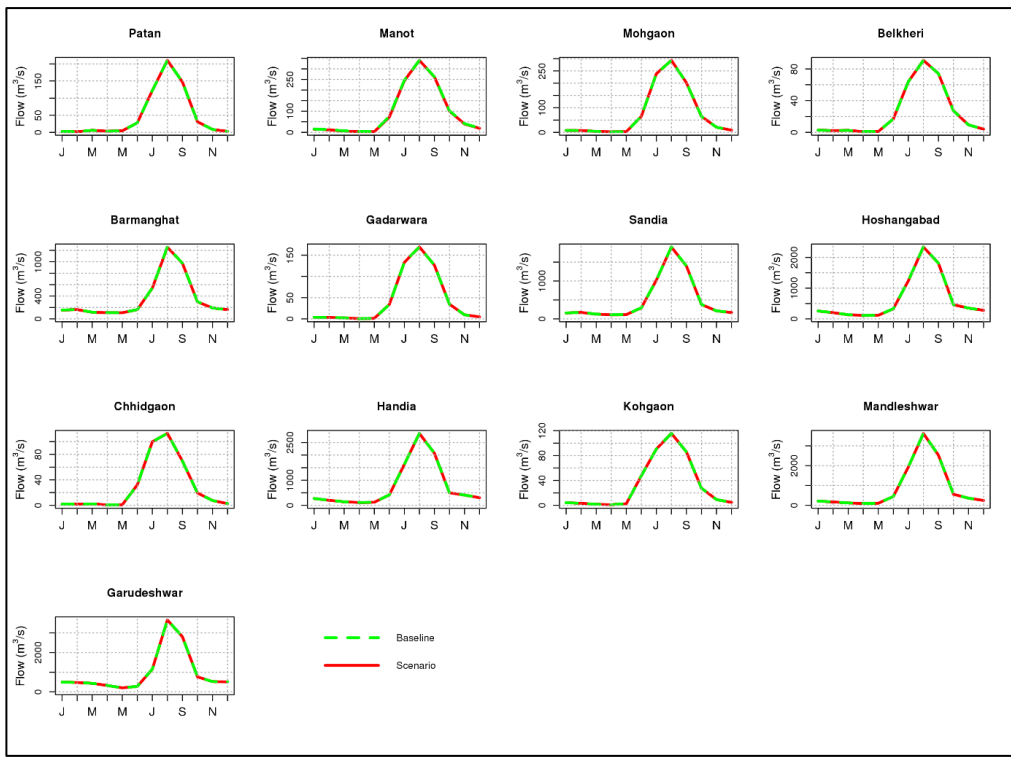 Patan
Manot
Mohgaon
Belkheri
Flow (m³/s)
0
50
150
J M M J S N
Flow (m³/s)
0
100
250
J M M J S N
Flow (m³/s)
0
100
250
J M M J S N
Flow (m³/s)
0
40
80
J M M J S N
Barmanghat
Gadarwara
Sandia
Hoshangabad
Flow (m³/s)
0
400
1000
J M M J S N
Flow (m³/s)
0
50
150
J M M J S N
Flow (m³/s)
0
1000
J M M J S N
Flow (m³/s)
0
1000
2000
J M M J S N
Chhidgaon
Handia
Kohgaon
Mandleshwar
Flow (m³/s)
0
40
80
J M M J S N
Flow (m³/s)
0
1000
2500
J M M J S N
Flow (m³/s)
0
40
80
120
J M M J S N
Flow (m³/s)
0
2000
J M M J S N
Garudeshwar
Flow (m³/s)
0
2000
J M M J S N
Baseline
Scenario